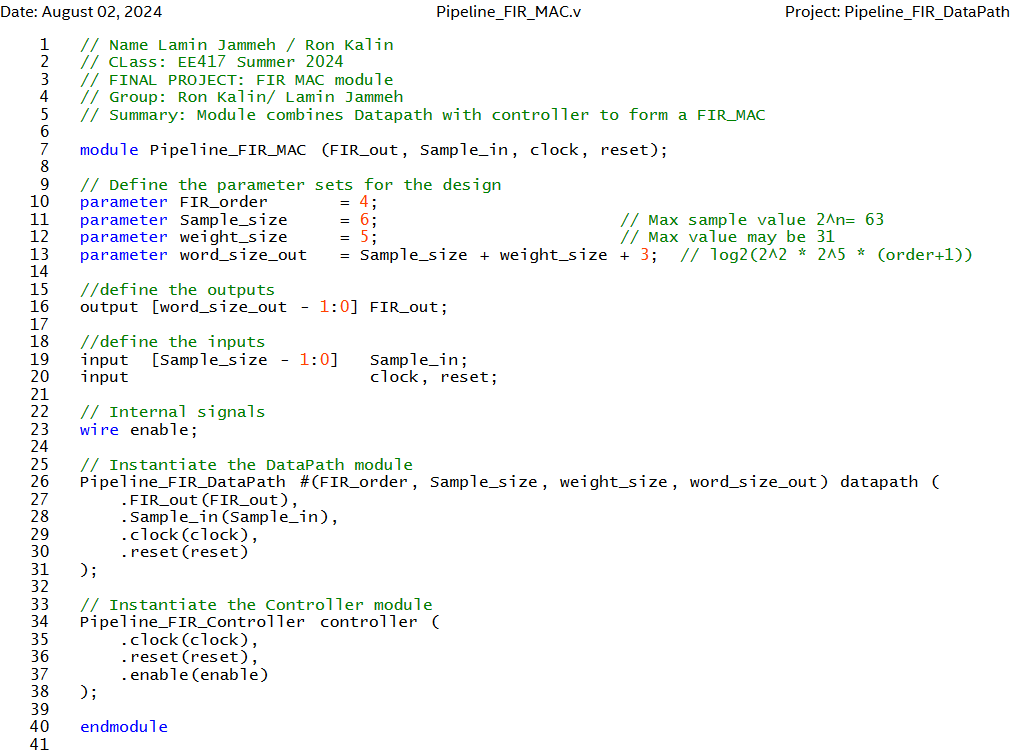 Date: August 02, 2024 Pipeline_FIR_MAC.v Project: Pipeline_FIR_DataPath
1 // Name Lamin Jammeh / Ron Kalin
2 // CLass: EE417 Summer 2024
3 // FINAL PROJECT: FIR MAC module
4 // Group: Ron Kalin/ Lamin Jammeh
5 // Summary: Module combines Datapath with controller to form a FIR_MAC
6
7 module Pipeline_FIR_MAC (FIR_out, Sample_in, clock, reset);
8
9 // Define the parameter sets for the design
10 parameter FIR_order = 4;
11 parameter Sample_size = 6; // Max sample value 2^n= 63
12 parameter weight_size = 5; // Max value may be 31
13 parameter word_size_out = Sample_size + weight_size + 3; // log2(2^2 * 2^5 * (order+1))
14
15 //define the outputs
16 output [word_size_out - 1:0] FIR_out;
17
18 //define the inputs
19 input [Sample_size - 1:0] Sample_in;
20 input clock, reset;
21
22 // Internal signals
23 wire enable;
24
25 // Instantiate the DataPath module
26 Pipeline_FIR_DataPath #(FIR_order, Sample_size, weight_size, word_size_out) datapath (
27 .FIR_out(FIR_out),
28 .Sample_in(Sample_in),
29 .clock(clock),
30 .reset(reset)
31 );
32
33 // Instantiate the Controller module
34 Pipeline_FIR_Controller controller (
35 .clock(clock),
36 .reset(reset),
37 .enable(enable)
38 );
39
40 endmodule
41